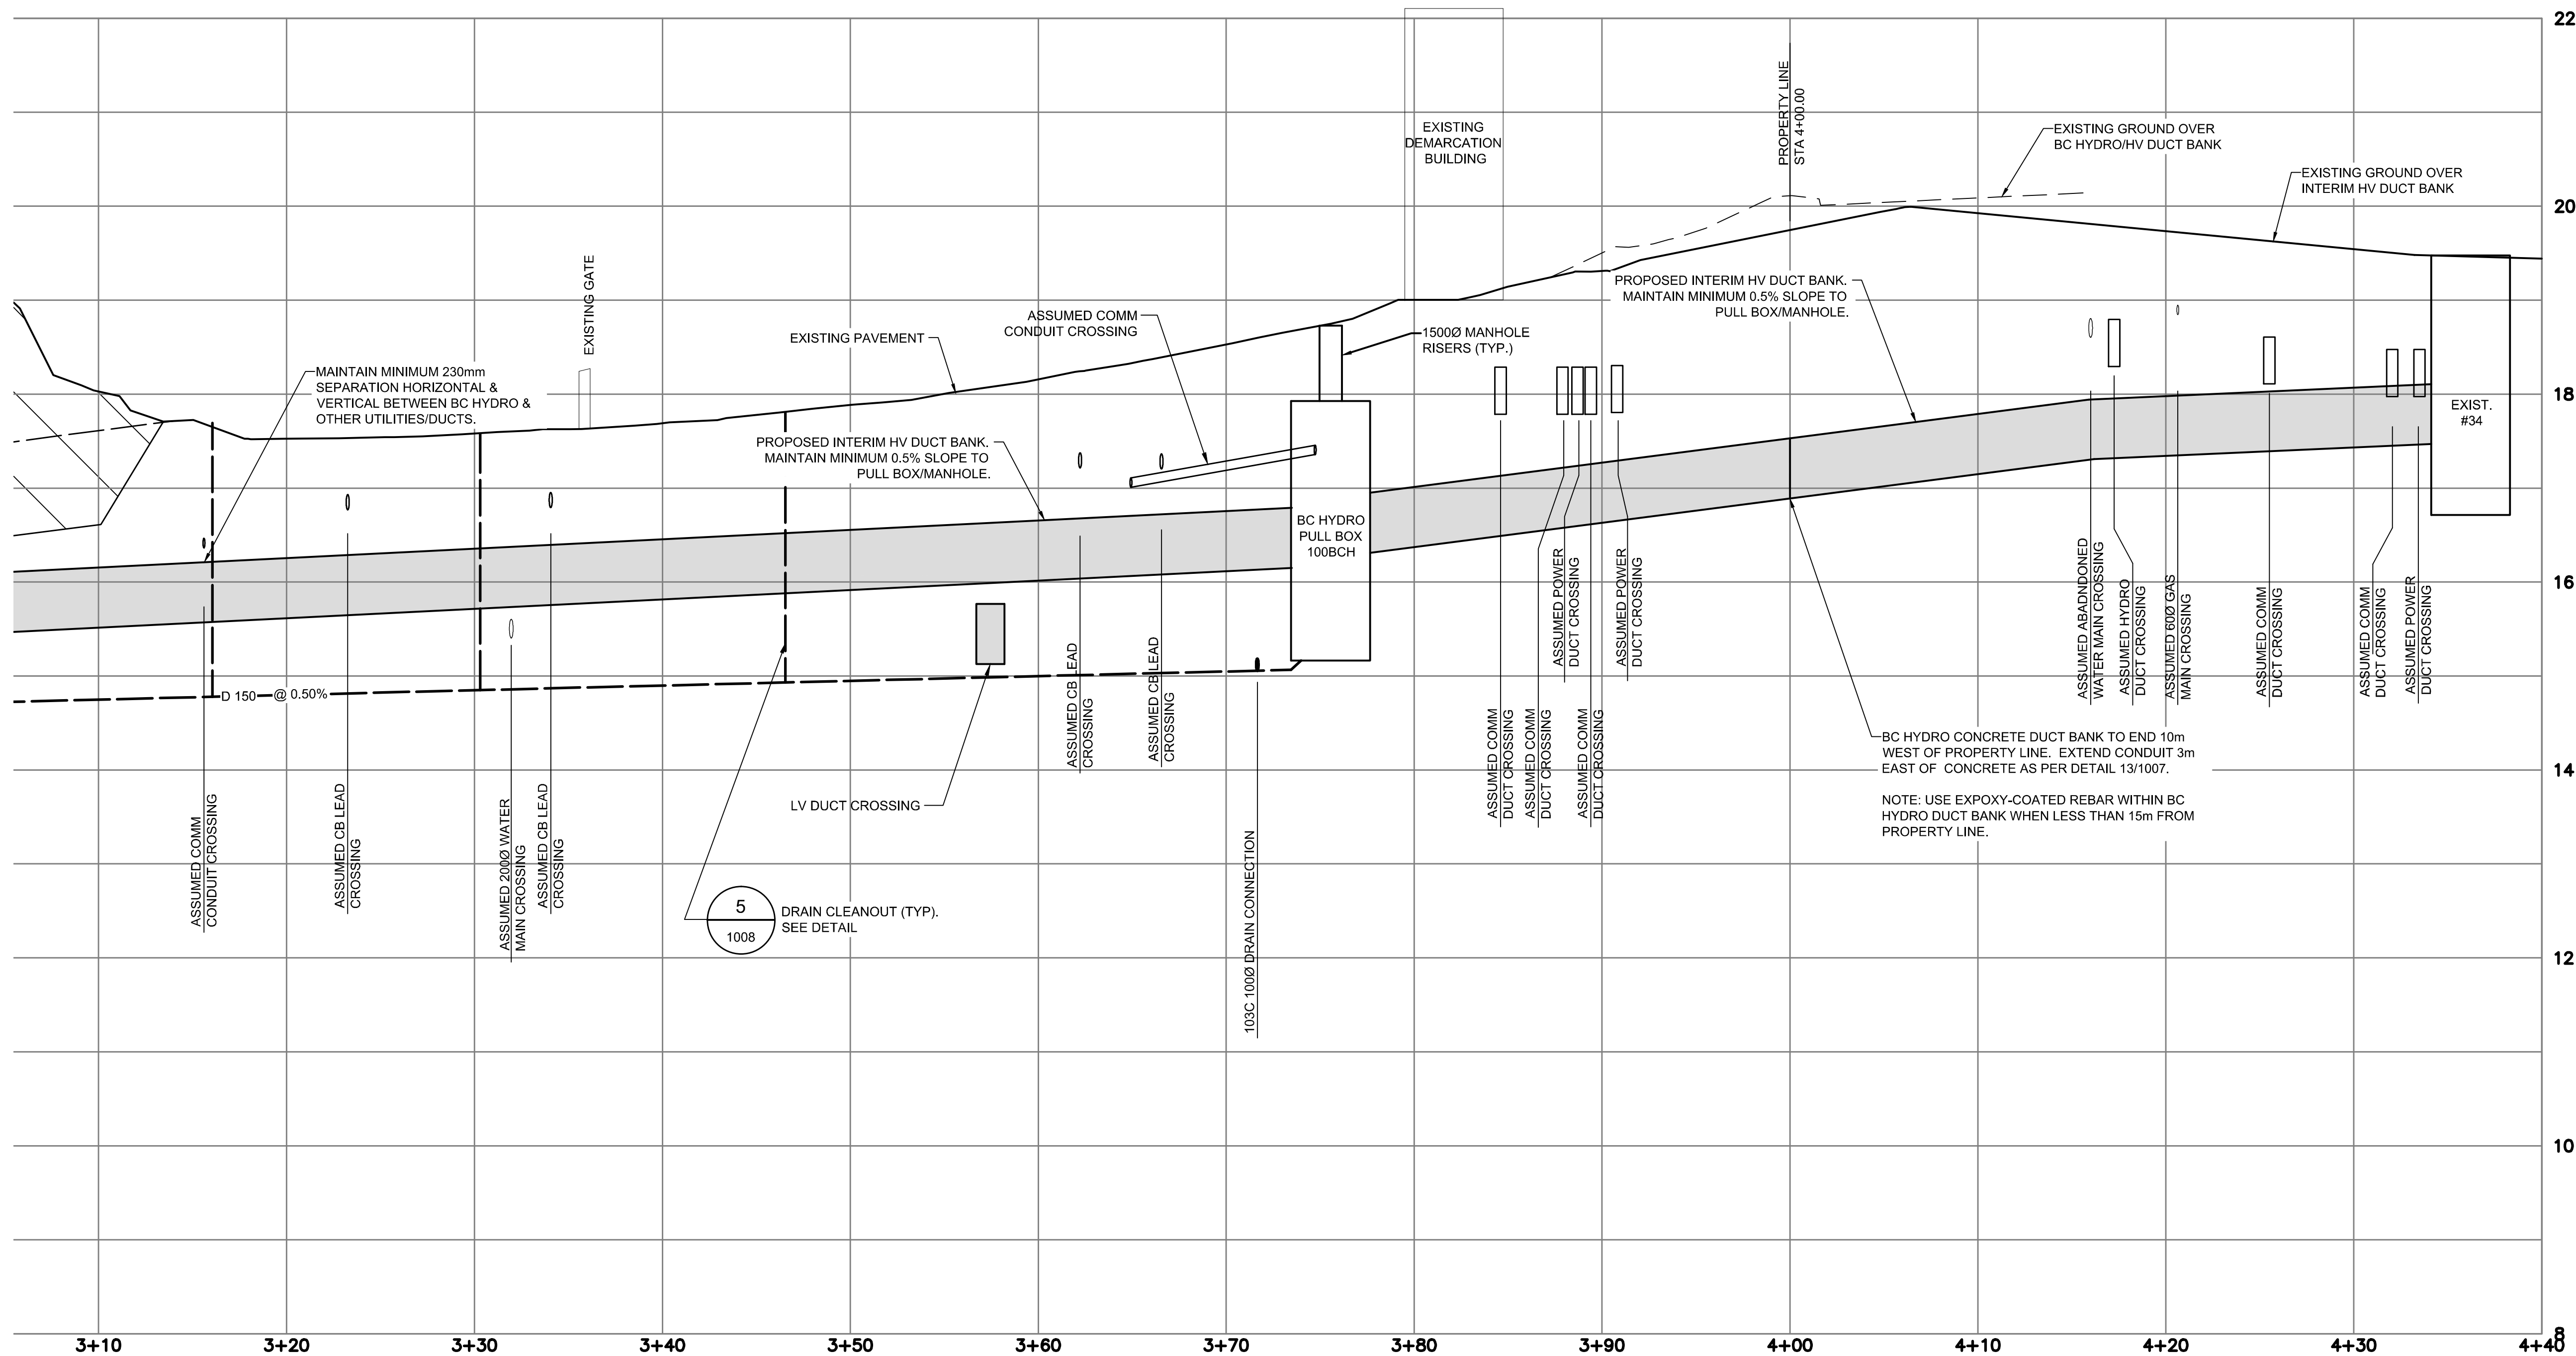 22
EXISTING
DEMARCATION
BUILDING
PROPERTY LINE
STA 4+00.00
EXISTING GROUND OVER
BC HYDRO/HV DUCT BANK
EXISTING GROUND OVER
INTERIM HV DUCT BANK
20
EXISTING GATE
ASSUMED COMM
CONDUIT CROSSING
EXISTING PAVEMENT
1500Ø MANHOLE
RISERS (TYP.)
PROPOSED INTERIM HV DUCT BANK.
MAINTAIN MINIMUM 0.5% SLOPE TO
PULL BOX/MANHOLE.
MAINTAIN MINIMUM 230mm
SEPARATION HORIZONTAL &
VERTICAL BETWEEN BC HYDRO &
OTHER UTILITIES/DUCTS.
18
EXIST.
#34
PROPOSED INTERIM HV DUCT BANK.
MAINTAIN MINIMUM 0.5% SLOPE TO
PULL BOX/MANHOLE.
BC HYDRO
PULL BOX
100BCH
16
D 150
@ 0.50%
ASSUMED COMM
CONDUIT CROSSING
ASSUMED CB LEAD
CROSSING
ASSUMED 200Ø WATER
MAIN CROSSING
ASSUMED CB LEAD
CROSSING
LV DUCT CROSSING
5
1008
DRAIN CLEANOUT (TYP).
SEE DETAIL
ASSUMED CB LEAD
CROSSING
ASSUMED CB LEAD
CROSSING
103C 100Ø DRAIN CONNECTION
ASSUMED COMM
DUCT CROSSING
ASSUMED COMM
DUCT CROSSING
ASSUMED POWER
DUCT CROSSING
ASSUMED COMM
DUCT CROSSING
ASSUMED POWER
DUCT CROSSING
ASSUMED ABADNDONED
WATER MAIN CROSSING
ASSUMED HYDRO
DUCT CROSSING
ASSUMED 60Ø GAS
MAIN CROSSING
ASSUMED COMM
DUCT CROSSING
ASSUMED COMM
DUCT CROSSING
ASSUMED POWER
DUCT CROSSING
BC HYDRO CONCRETE DUCT BANK TO END 10m
WEST OF PROPERTY LINE. EXTEND CONDUIT 3m
EAST OF CONCRETE AS PER DETAIL 13/1007.
NOTE: USE EXPOXY-COATED REBAR WITHIN BC
HYDRO DUCT BANK WHEN LESS THAN 15m FROM
PROPERTY LINE.
14
12
10
8
3+10
3+20
3+30
3+40
3+50
3+60
3+70
3+80
3+90
4+00
4+10
4+20
4+30
4+40